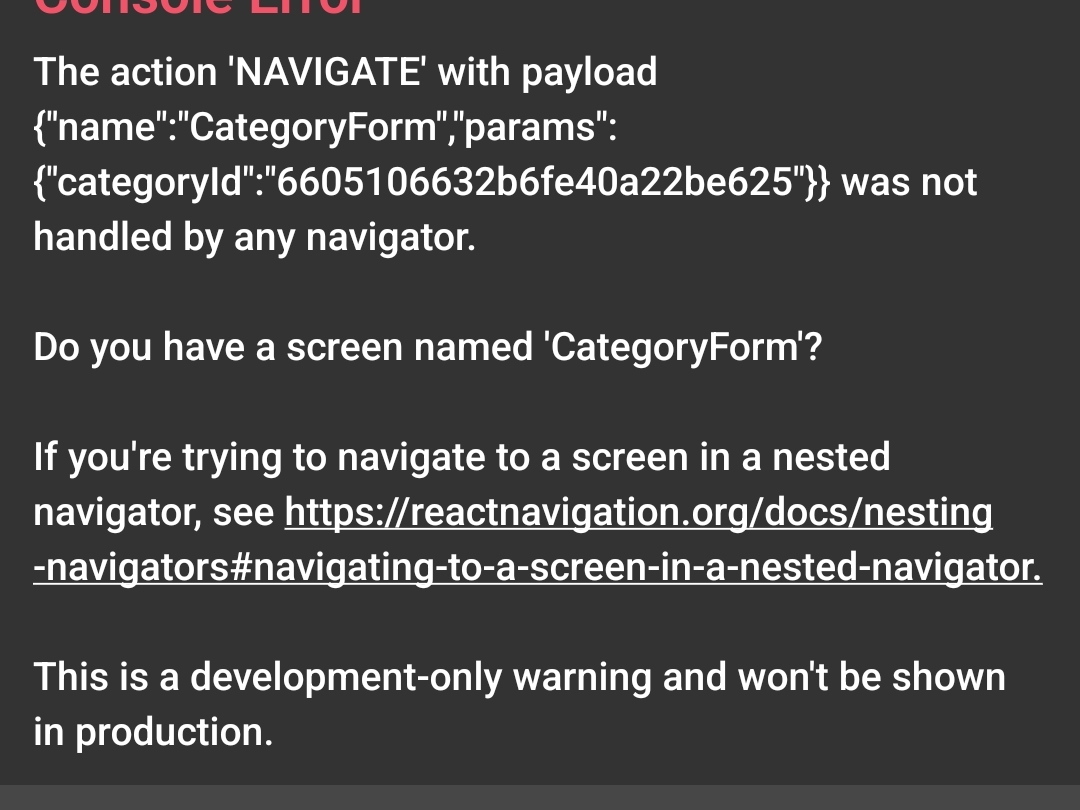 Console Error
The action 'NAVIGATE' with payload
{"name":"CategoryForm","params":
{"categoryId":"6605106632b6fe40a22be625"}} was not
handled by any navigator.
Do you have a screen named 'CategoryForm'?
If you're trying to navigate to a screen in a nested
navigator, see https://reactnavigation.org/docs/nesting
-navigators#navigating-to-a-screen-in-a-nested-navigator.
This is a development-only warning and won't be shown
in production.